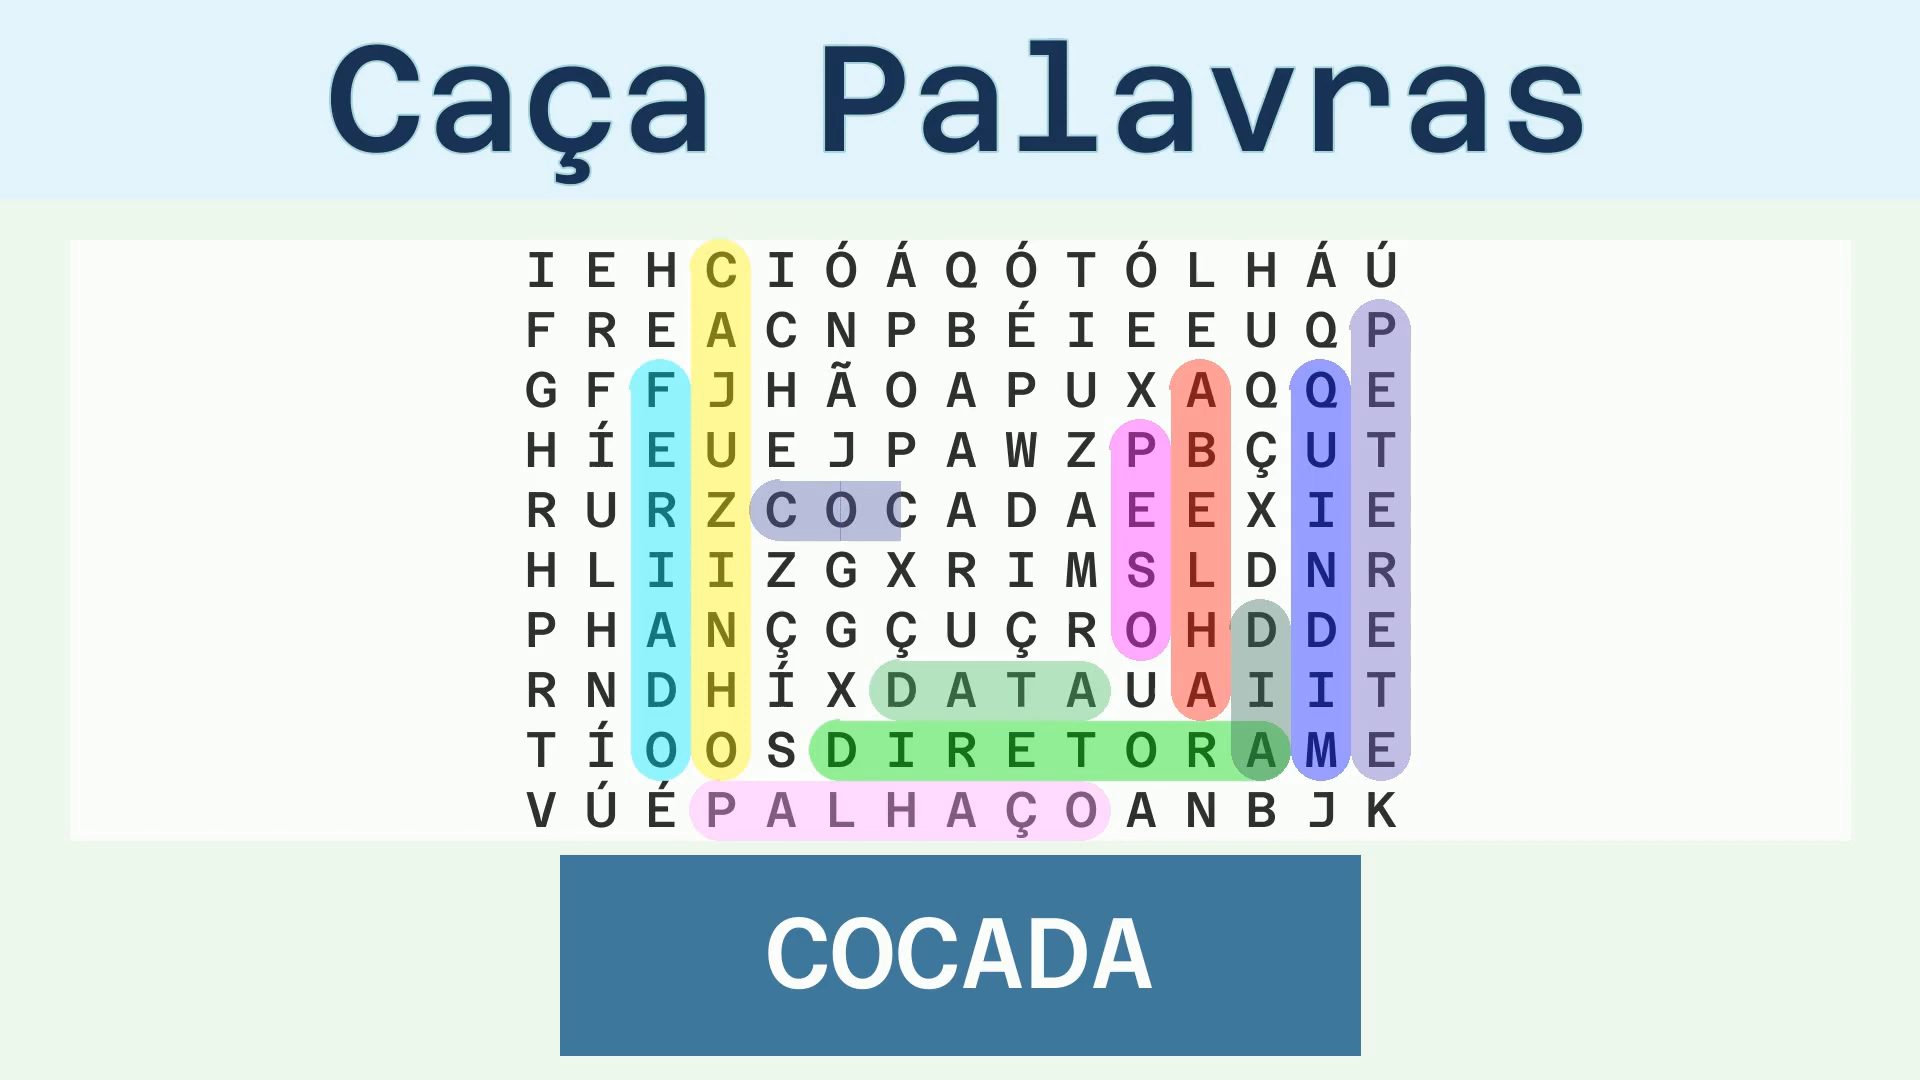 Caça Palavras
I E H C I Ó Á Q Ó T Ó L H Á Ú
F R E A C N P B É I E E U Q P
G F F J H Ã O A P U X A Q Q E
H Í E U E J P A W Z P B Ç U T
R U R Z C O C A D A E E X I E
H L I I Z G X R I M S L D N R
P H A N Ç G Ç U Ç R O H D D E
R N D H Í X D A T A U A I I T
T Í O O S D I R E T O R A M E
V Ú É P A L H A Ç O A N B J K
COCADA